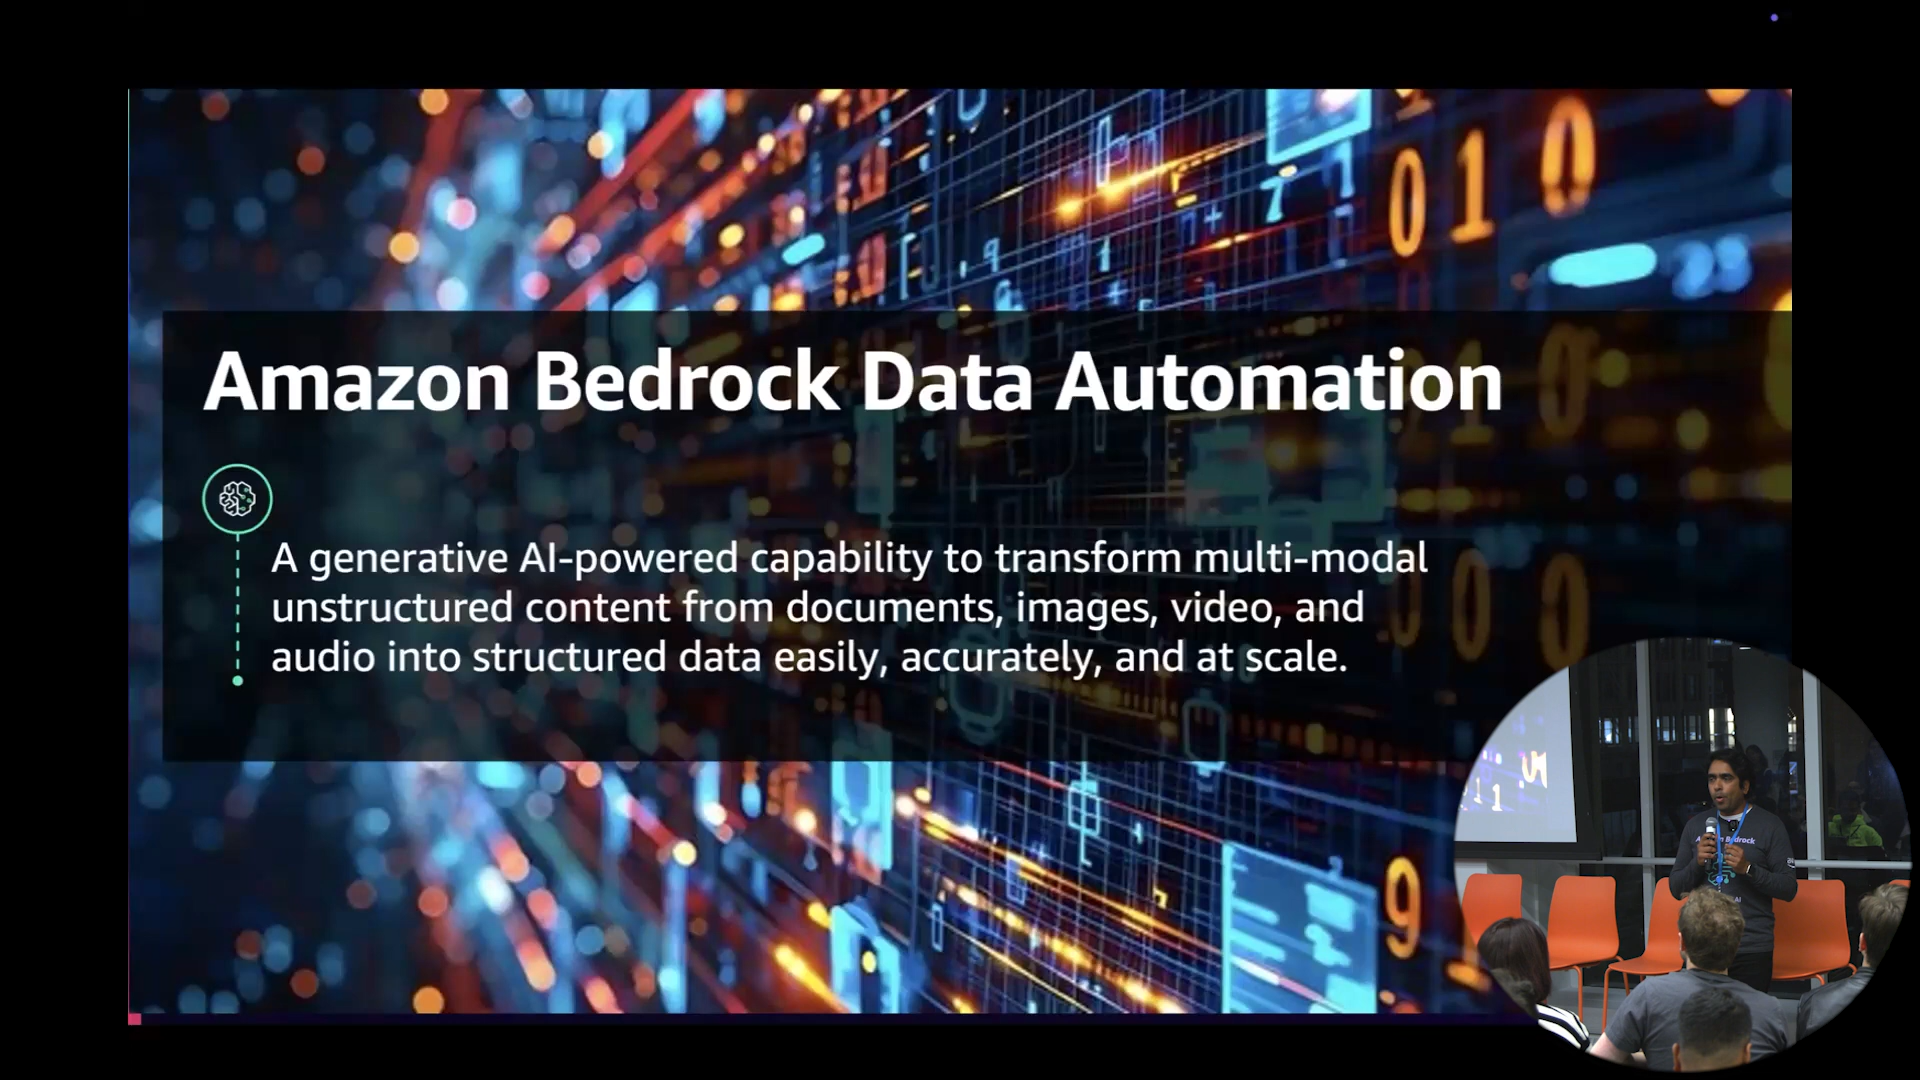 Amazon Bedrock Data Automation
A generative AI-powered capability to transform multi-modal
unstructured content from documents, images, video, and
audio into structured data easily, accurately, and at scale.